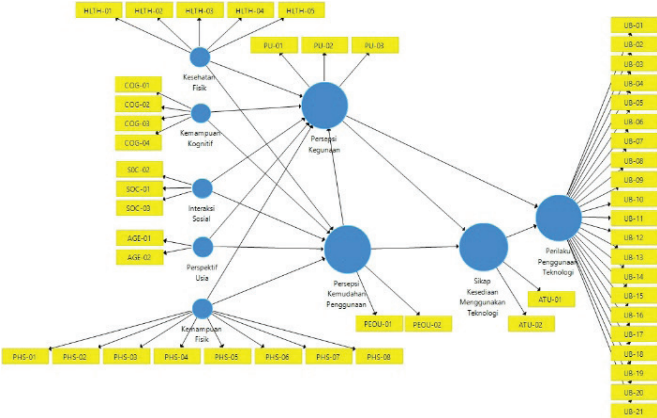 HLTH-01
HLTH-02
HLTH-03
HLTH-04
HLTH-05
Kesehatan
Fisik
PU-01
PU-02
PU-03
Persepsi
Kegunaan
COG-01
COG-02
COG-03
COG-04
Kemampuan
Kognitif
SOC-02
SOC-01
SOC-03
Interaksi
Sosial
AGE-01
AGE-02
Perspektif
Usia
Kemampuan
Fisik
PHS-01
PHS-02
PHS-03
PHS-04
PHS-05
PHS-06
PHS-07
PHS-08
Persepsi
Kemudahan
Penggunaan
PEOU-01
PEOU-02
Sikap
Kesediaan
Menggunakan
Teknologi
ATU-01
ATU-02
Perilaku
Penggunaan
Teknologi
UB-01
UB-02
UB-03
UB-04
UB-05
UB-06
UB-07
UB-08
UB-09
UB-10
UB-11
UB-12
UB-13
UB-14
UB-15
UB-16
UB-17
UB-18
UB-19
UB-20
UB-21